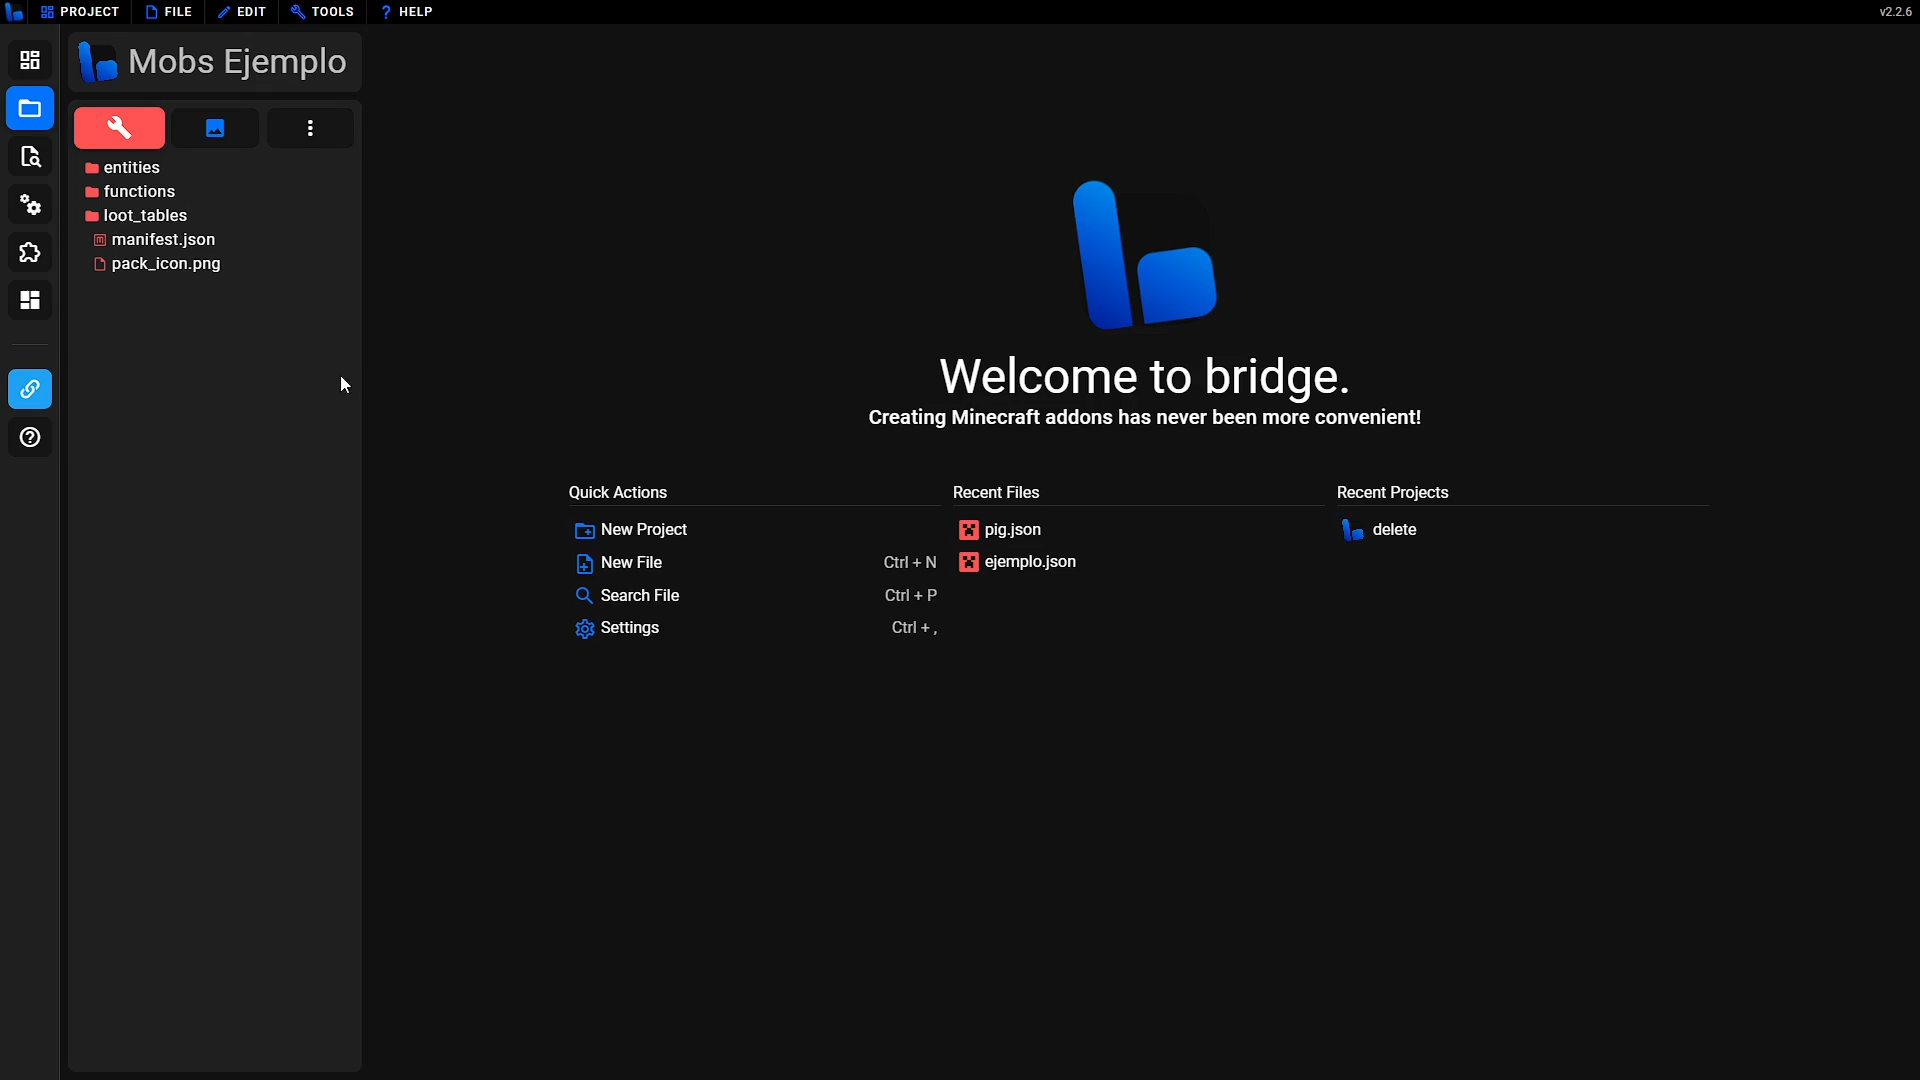 PROJECT
FILE
EDIT
TOOLS
? HELP
v2.2.6
Mobs Ejemplo
entities
functions
loot_tables
manifest.json
pack_icon.png
Welcome to bridge.
Creating Minecraft addons has never been more convenient!
Quick Actions
New Project
New File Ctrl + N
Search File Ctrl + P
Settings Ctrl + ,
Recent Files
pig.json
ejemplo.json
Recent Projects
delete